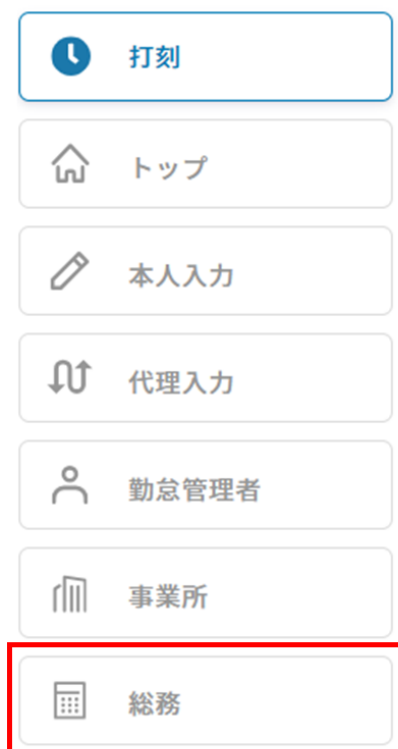 打刻
トップ
本人入力
代理入力
勤怠管理者
事業所
総務